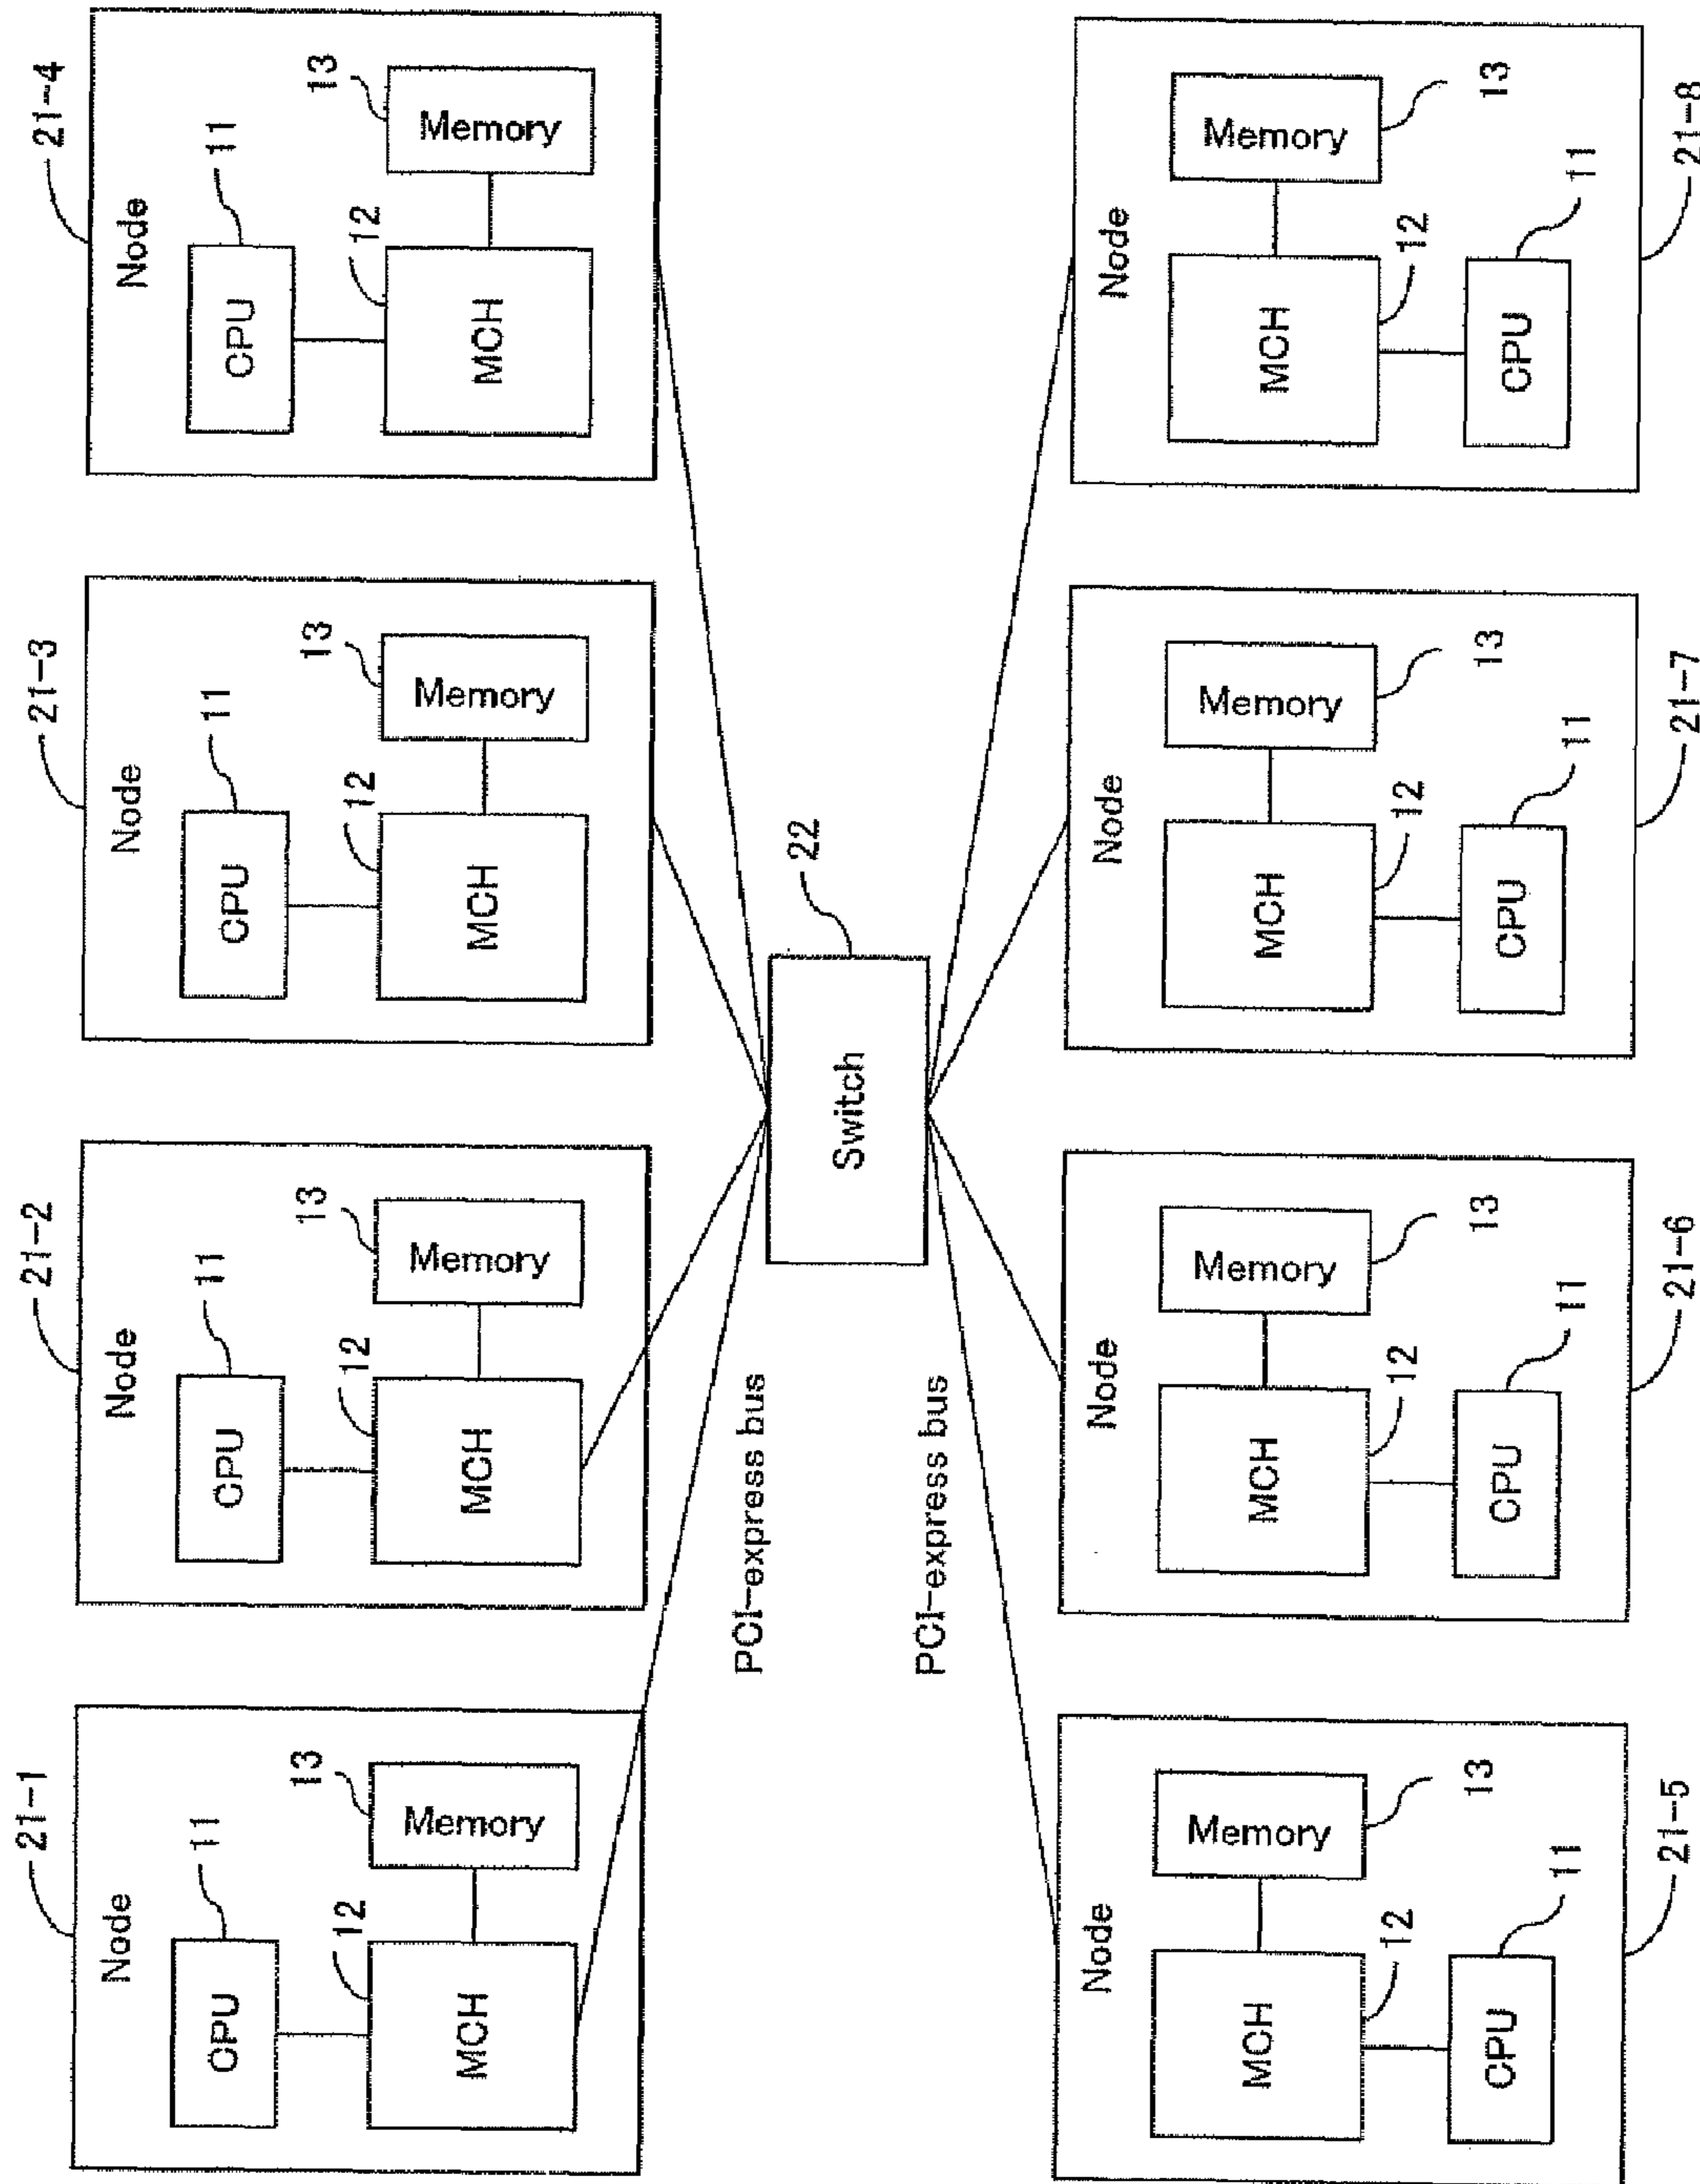 21-1
Node
11
CPU
12
13
MCH
Memory
21-2
Node
11
CPU
12
13
MCH
Memory
21-3
Node
11
CPU
12
13
MCH
Memory
21-4
Node
11
CPU
12
13
MCH
Memory
PCI-express bus
22
Switch
PCI-express bus
Node
MCH
Memory
12
13
CPU
11
21-5
Node
MCH
Memory
12
13
CPU
11
21-6
Node
MCH
Memory
12
13
CPU
11
21-7
Node
MCH
Memory
12
13
CPU
11
21-8